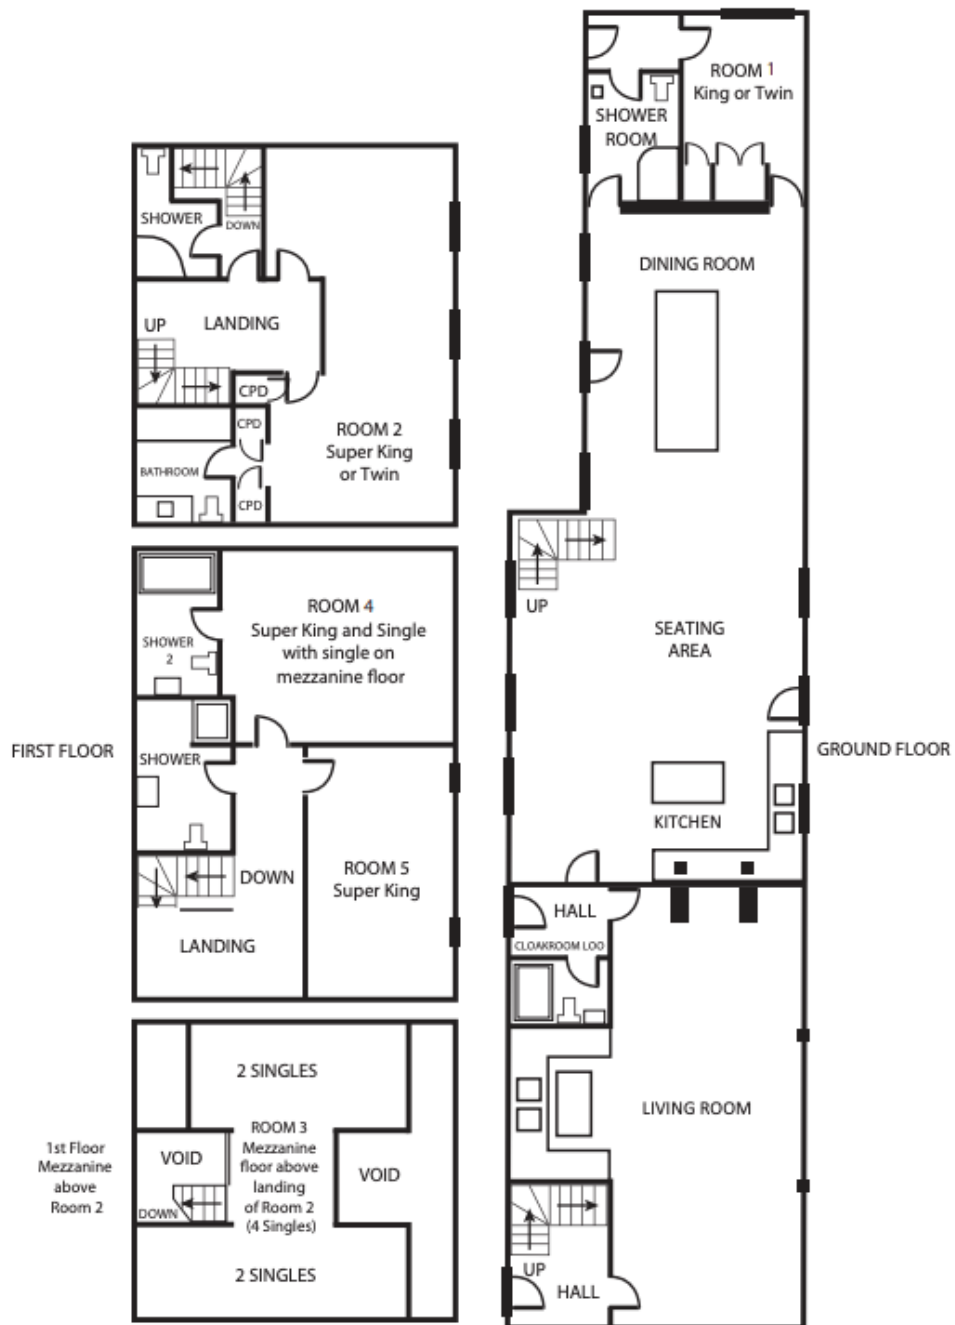 ROOM 1
King or Twin
SHOWER
ROOM
DINING ROOM
UP
SEATING
AREA
KITCHEN
GROUND FLOOR
HALL
CLOAKROOM LOO
LIVING ROOM
UP
HALL
SHOWER
DOWN
UP
LANDING
CPD
CPD
BATHROOM
CPD
ROOM 2
Super King
or Twin
FIRST FLOOR
SHOWER
2
ROOM 4
Super King and Single
with single on
mezzanine floor
SHOWER
DOWN
ROOM 5
Super King
LANDING
1st Floor
Mezzanine
above
Room 2
2 SINGLES
VOID
DOWN
ROOM 3
Mezzanine
floor above
landing
of Room 2
(4 Singles)
VOID
2 SINGLES